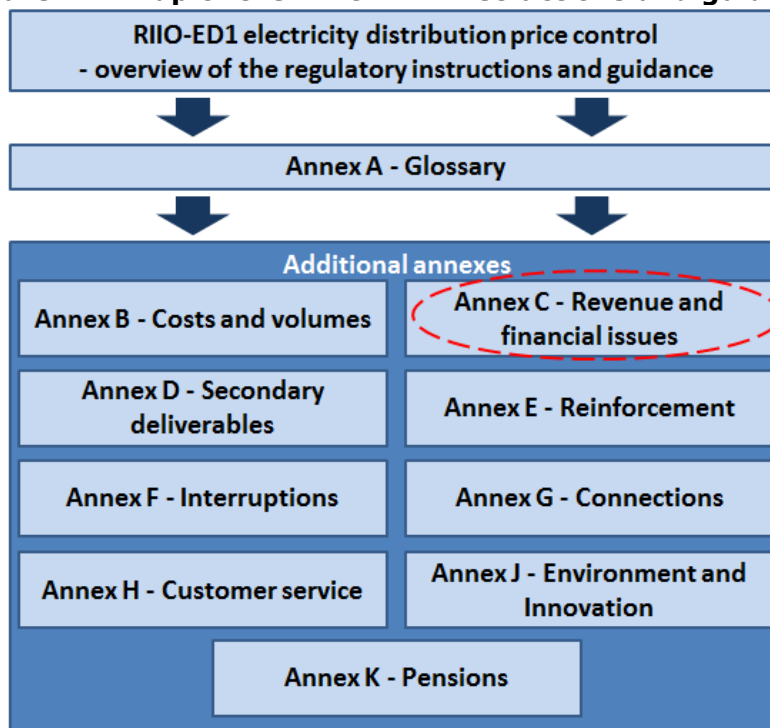 RIIO-ED1 electricity distribution price control
- overview of the regulatory instructions and guidance
Annex A - Glossary
Additional annexes
Annex B - Costs and volumes
Annex C - Revenue and
financial issues
Annex D - Secondary
deliverables
Annex E - Reinforcement
Annex F - Interruptions
Annex G - Connections
Annex H - Customer service
Annex J - Environment and
Innovation
Annex K - Pensions